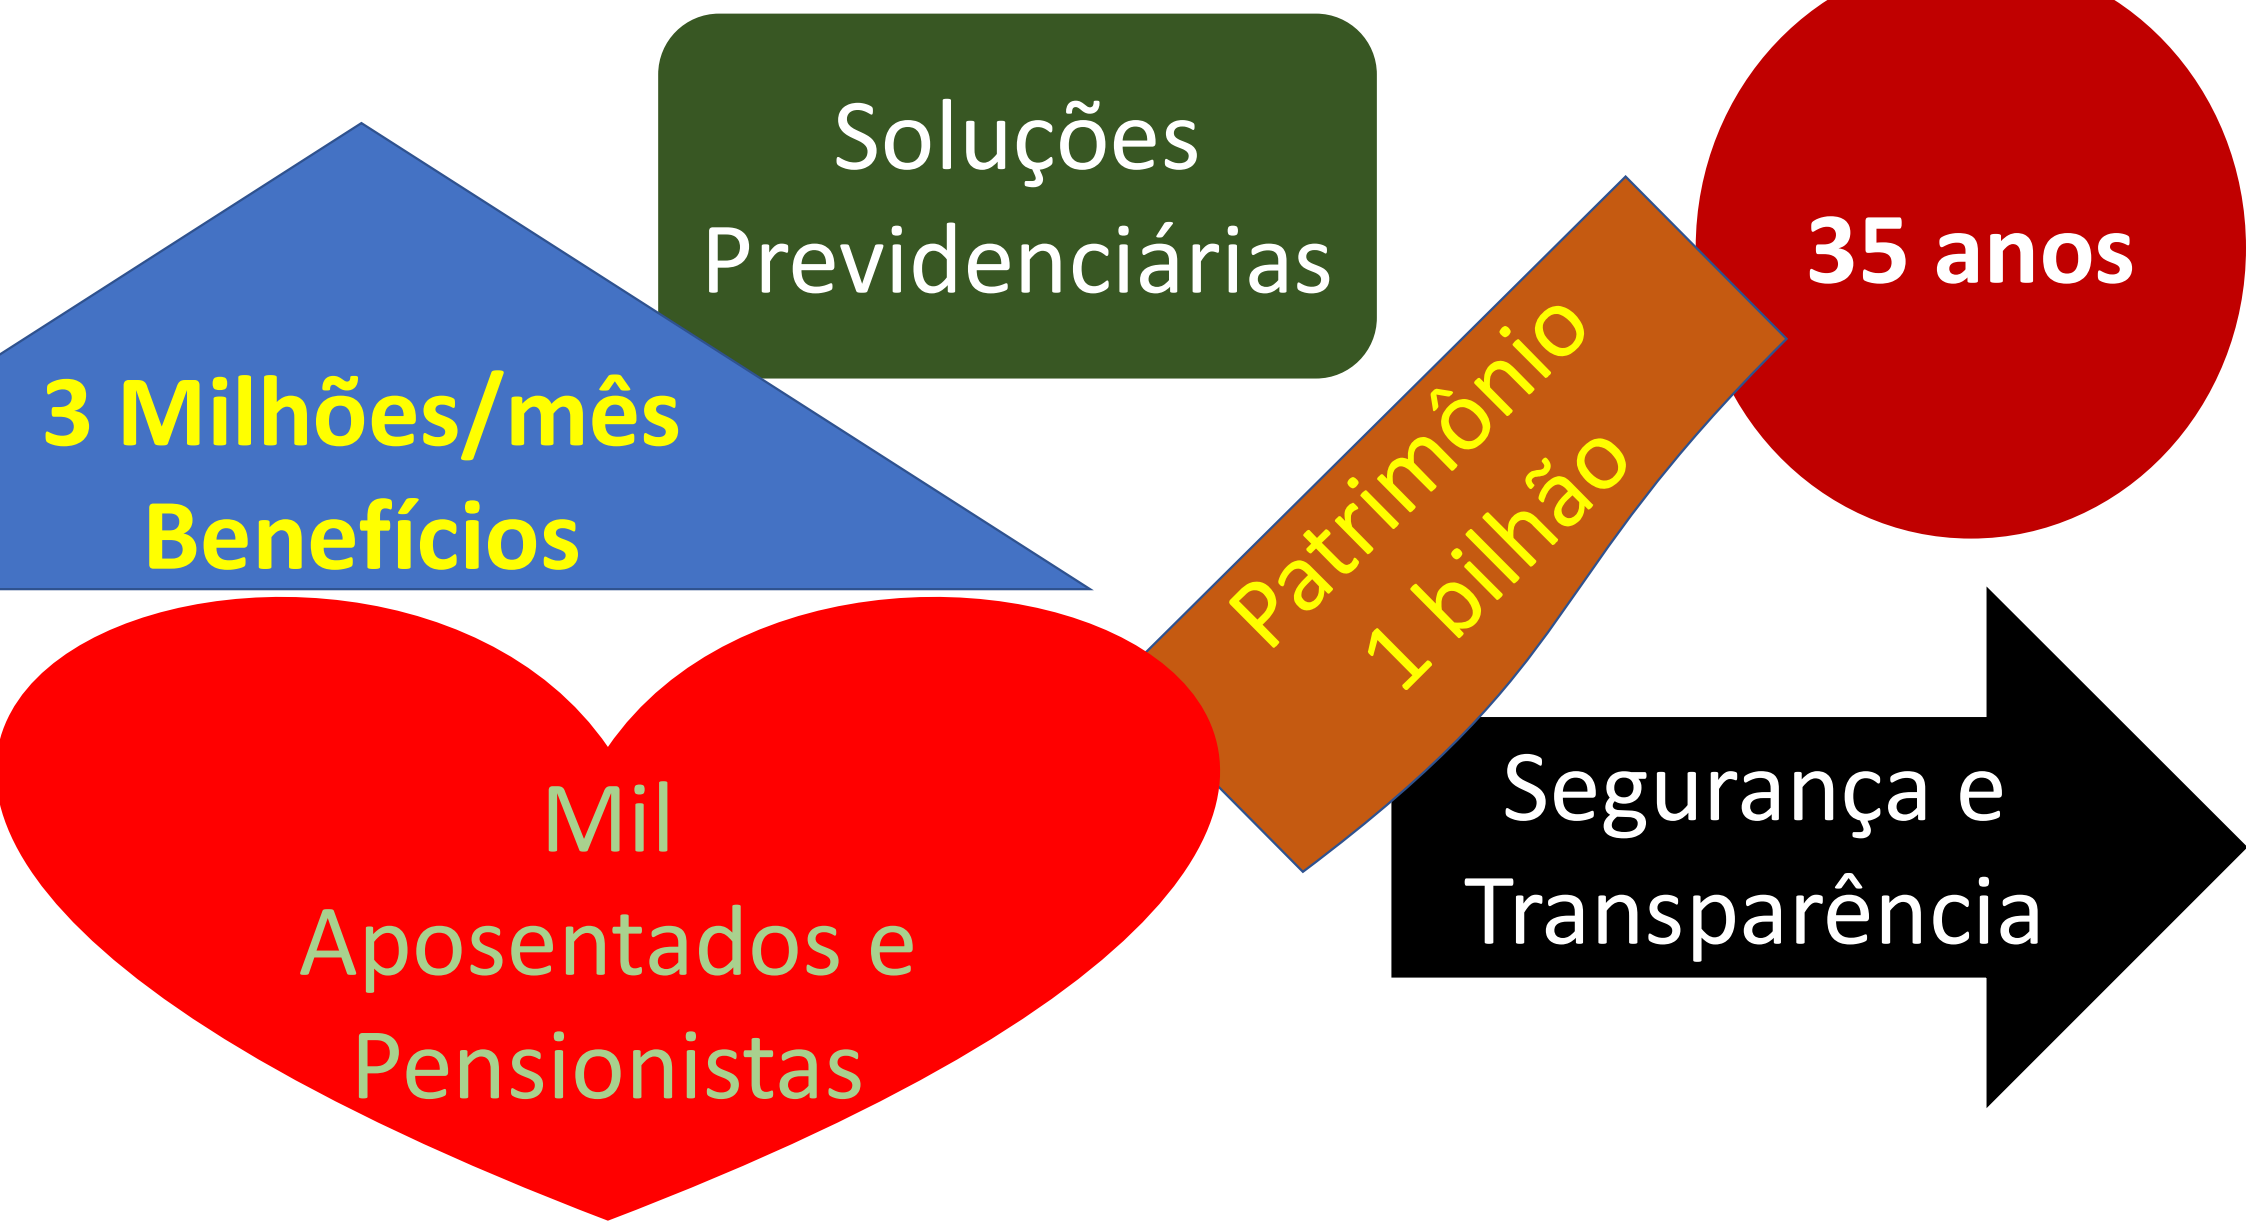 Soluções
Previdenciárias
35 anos
3 Milhões/mês
Benefícios
Patrimônio
1 bilhão
Mil
Aposentados e
Pensionistas
Segurança e
Transparência